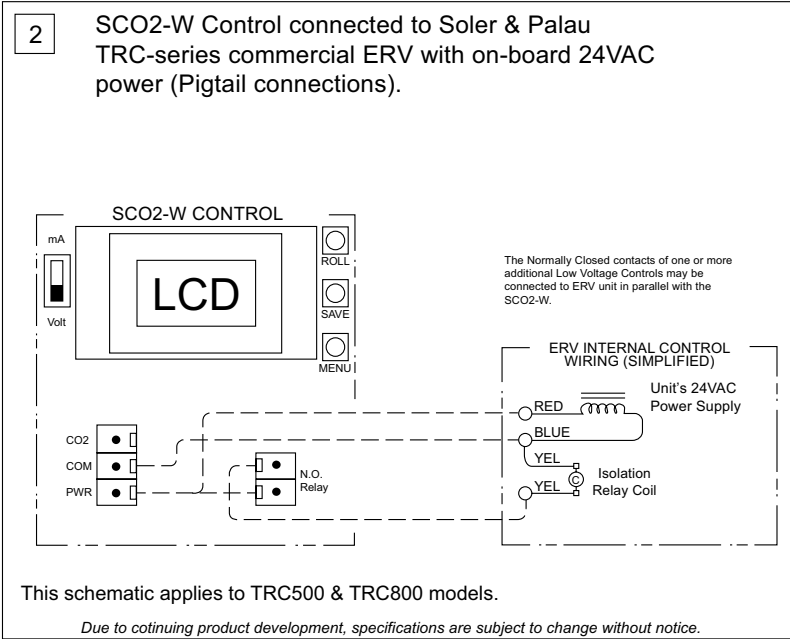 2
SCO2-W Control connected to Soler & Palau
TRC-series commercial ERV with on-board 24VAC
power (Pigtail connections).
SCO2-W CONTROL
mA
Volt
LCD
ROLL
SAVE
MENU
The Normally Closed contacts of one or more
additional Low Voltage Controls may be
connected to ERV unit in parallel with the
SCO2-W.
ERV INTERNAL CONTROL
WIRING (SIMPLIFIED)
Unit's 24VAC
Power Supply
RED
BLUE
YEL
C
YEL
Isolation
Relay Coil
CO2
COM
PWR
N.O.
Relay
This schematic applies to TRC500 & TRC800 models.
Due to cotinuing product development, specifications are subject to change without notice.